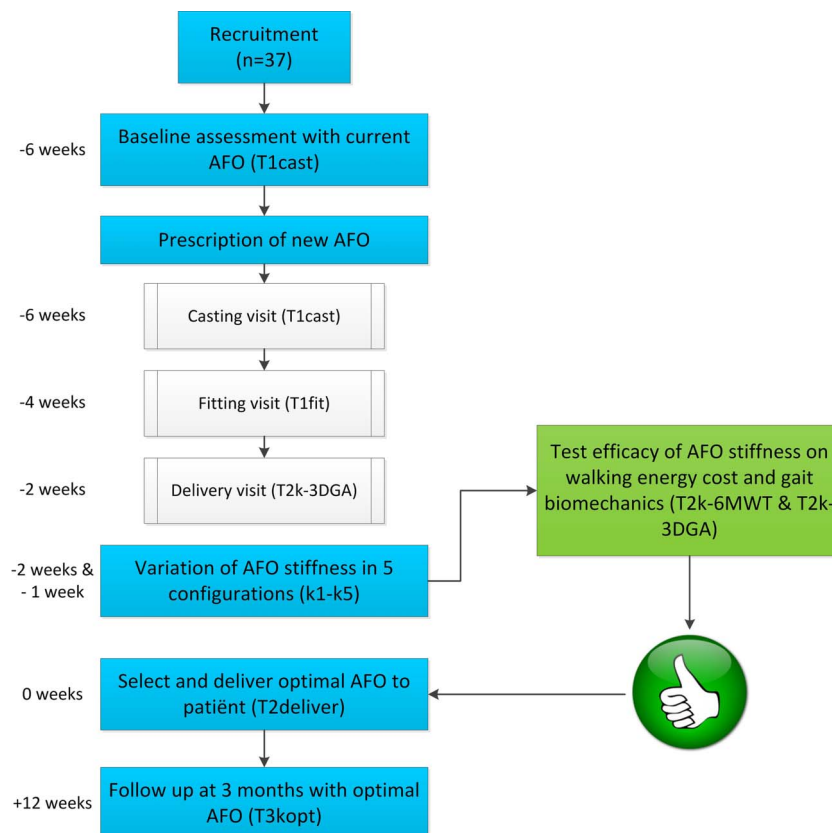 Recruitment
(n=37)
-6 weeks
Baseline assessment with current
AFO (T1cast)
Prescription of new AFO
-6 weeks
Casting visit (T1cast)
-4 weeks
Fitting visit (T1fit)
-2 weeks
Delivery visit (T2k-3DGA)
Test efficacy of AFO stiffness on
walking energy cost and gait
biomechanics (T2k-6MWT & T2k-
3DGA)
-2 weeks &
- 1 week
Variation of AFO stiffness in 5
configurations (k1-k5)
0 weeks
Select and deliver optimal AFO to
patiënt (T2deliver)
+12 weeks
Follow up at 3 months with optimal
AFO (T3kopt)